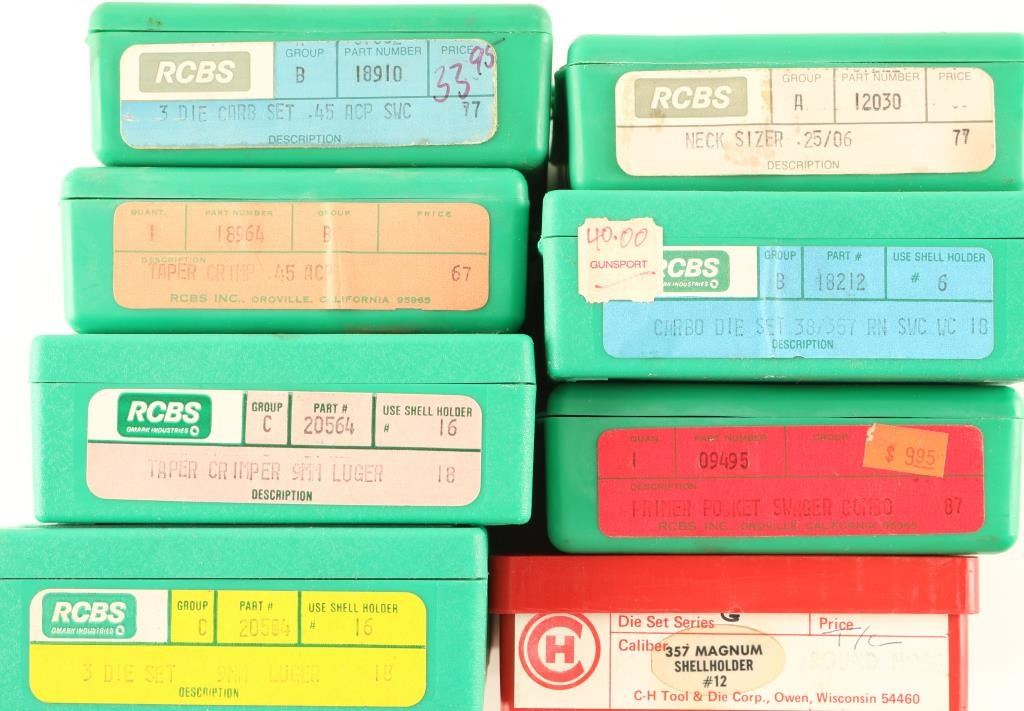 GROUP PART NUMBER PRICE
RCBS B 18910 33 95
3 DIE CARB SET .45 ACP SWC 77
DESCRIPTION
GROUP PART NUMBER PRICE
RCBS A 12030
NECK SIZER .25/06 77
DESCRIPTION
QUANT. PART NUMBER GROUP PRICE
1 18964 B
DESCRIPTION
TAPER CRIMP .45 ACP 67
RCBS INC., OROVILLE, CALIFORNIA 95965
40.00
GUNSPORT
RCBS GROUP PART # USE SHELL HOLDER
B 18212 # 6
CARBO DIE SET 38/357 RN SWC WC 18
DESCRIPTION
RCBS GROUP PART # USE SHELL HOLDER
OMARK INDUSTRIES C 20564 # 16
TAPER CRIMPER 9MM LUGER 18
DESCRIPTION
QUAN. PART NUMBER GROUP
1 09495 $ 9.95
DESCRIPTION
PRIMER POCKET SWAGER COMBO 87
RCBS INC. OROVILLE, CALIFORNIA 95965
RCBS GROUP PART # USE SHELL HOLDER
OMARK INDUSTRIES C # 16
3 DIE SET 9MM LUGER 18
DESCRIPTION
CH Die Set Series G Price T/C
Caliber 357 MAGNUM
SHELLHOLDER
#12
C-H Tool & Die Corp., Owen, Wisconsin 54460